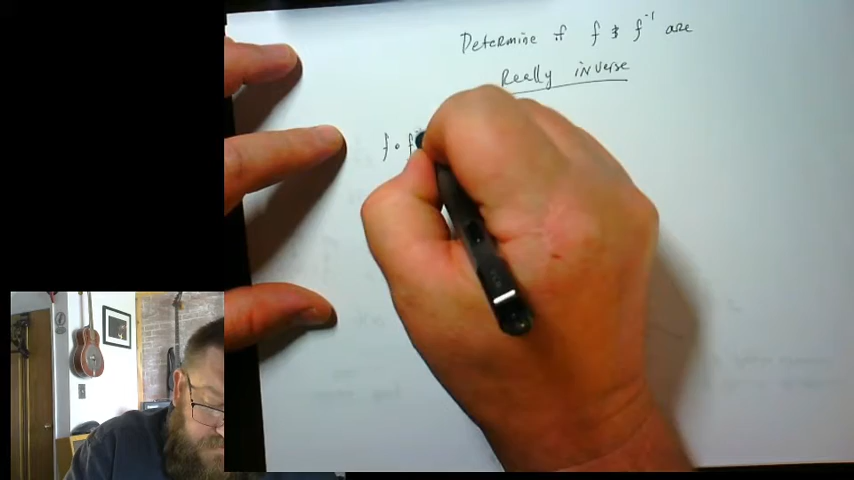 Determine if f & f⁻¹ are
Really inverse
f∘f